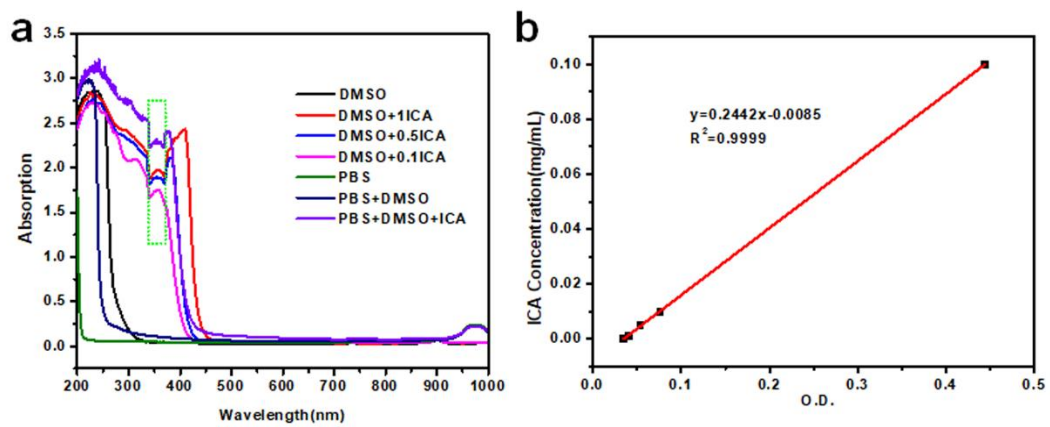 a
3.5
3.0
2.5
2.0
1.5
1.0
0.5
0.0
Absorption
DMSO
DMSO+1ICA
DMSO+0.5ICA
DMSO+0.1ICA
PBS
PBS+DMSO
PBS+DMSO+ICA
200 300 400 500 600 700 800 900 1000
Wavelength(nm)
b
0.10
0.08
0.06
0.04
0.02
0.00
ICA Concentration(mg/mL)
y=0.2442x-0.0085
R²=0.9999
0.0 0.1 0.2 0.3 0.4 0.5
O.D.